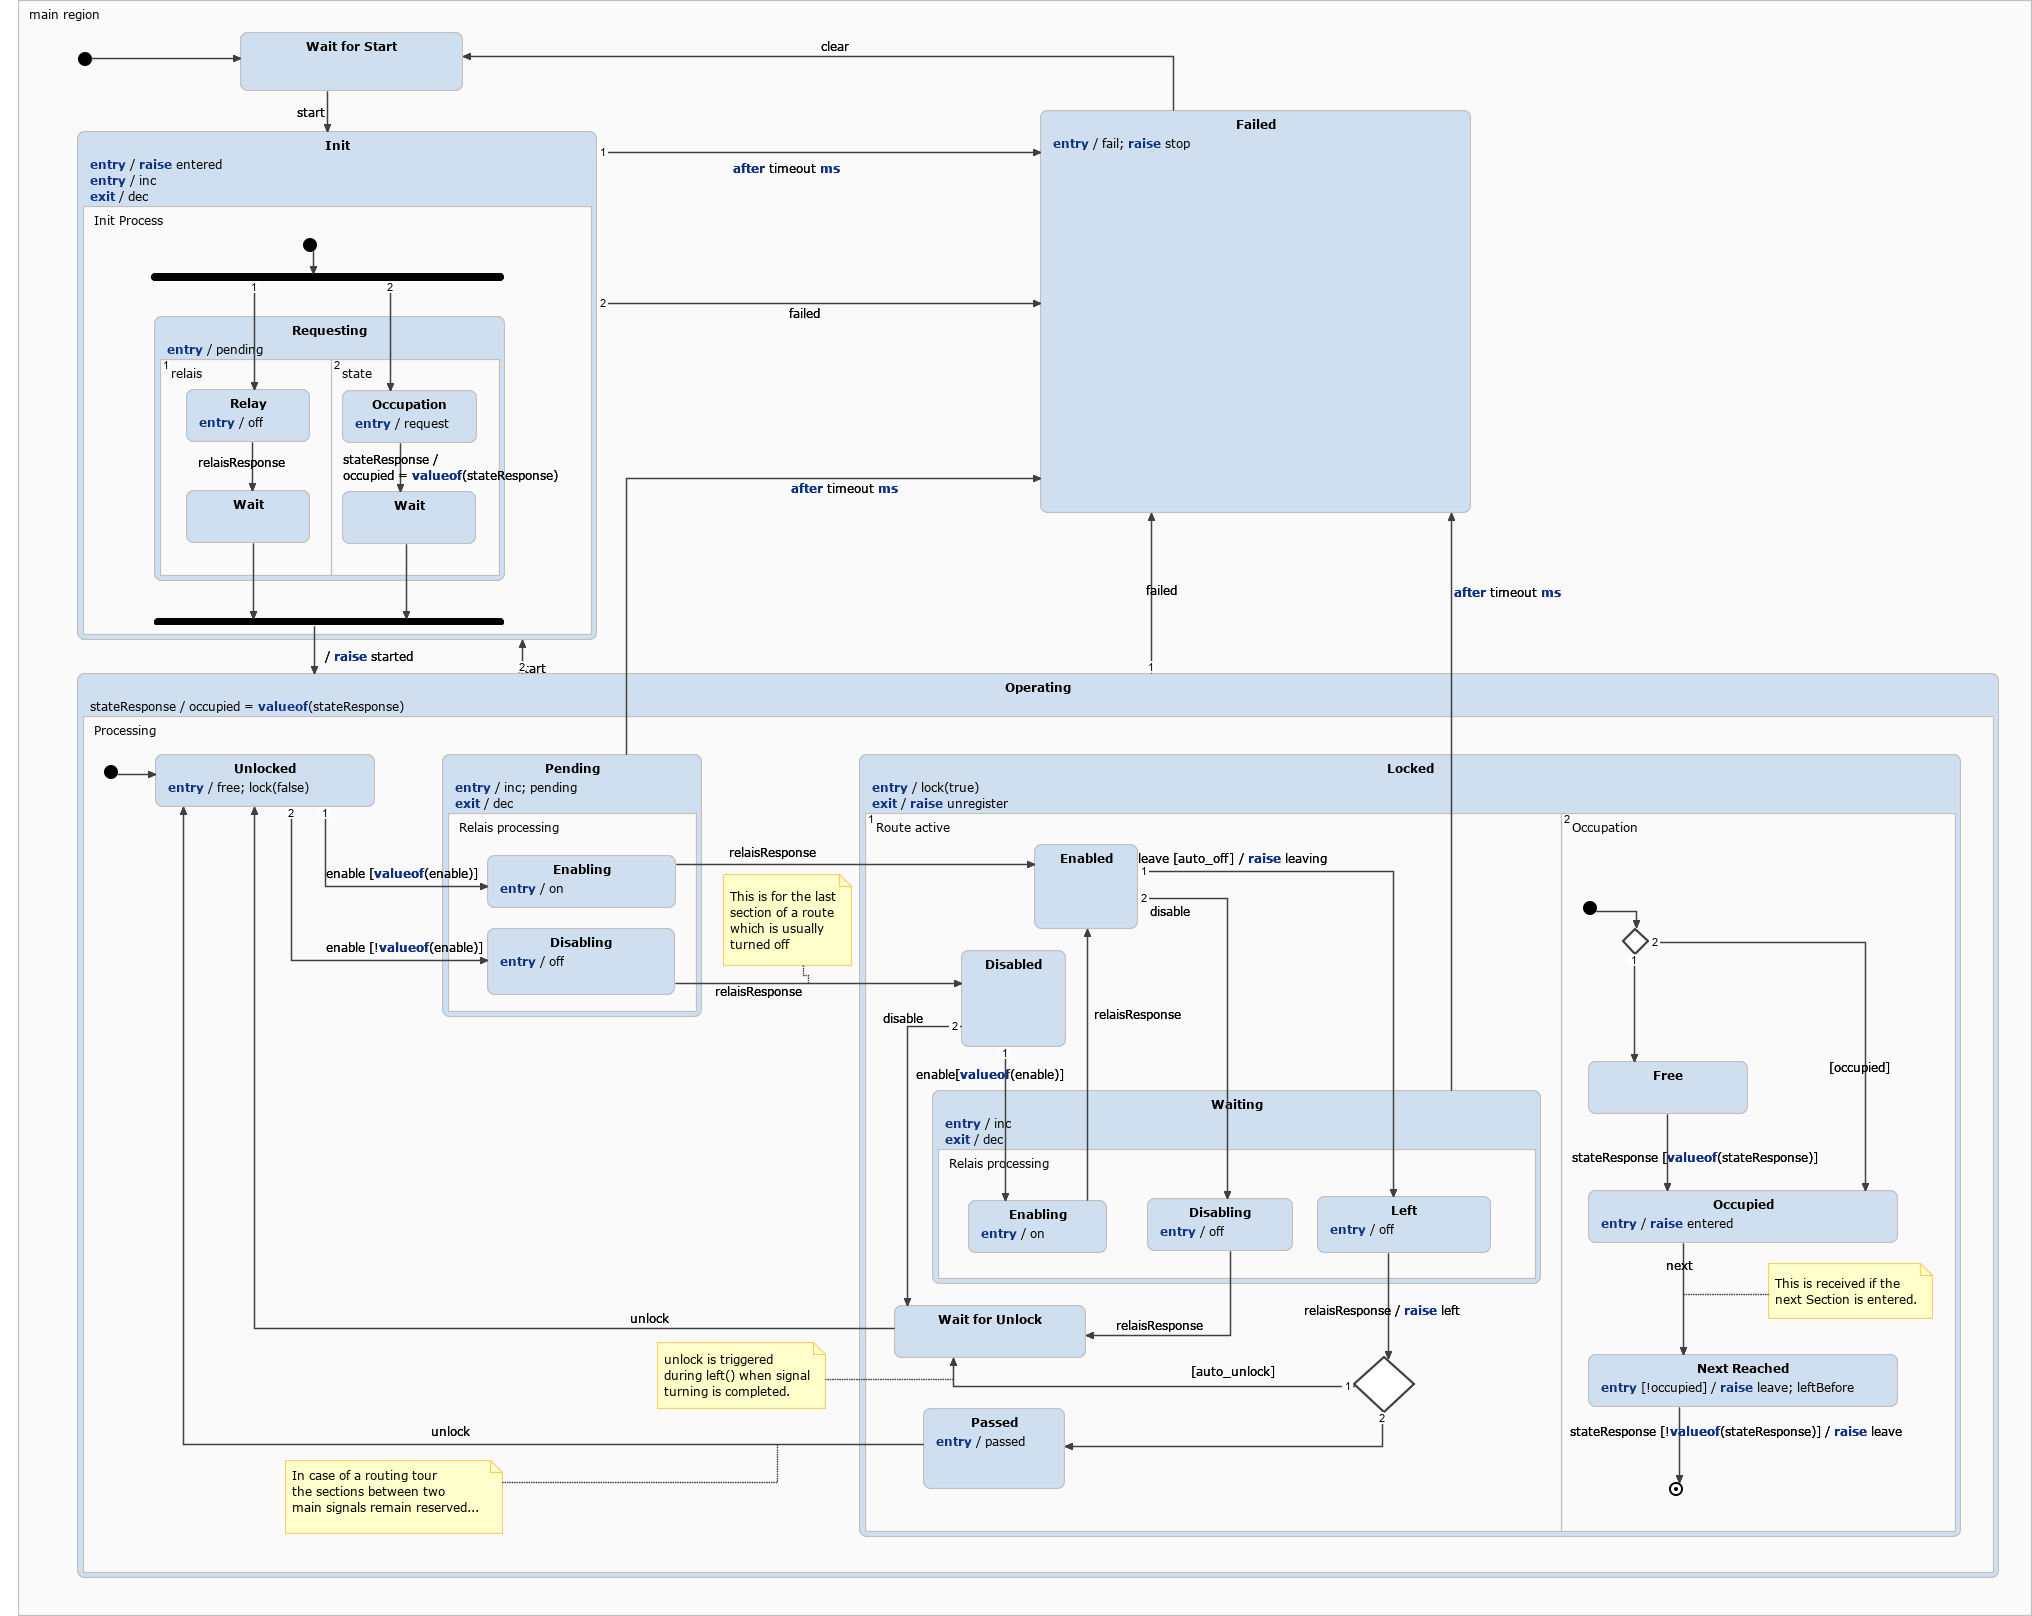 main region
Wait for Start
clear
start
Init
entry / raise entered
entry / inc
exit / dec
Init Process
1
2
Requesting
entry / pending
1
relais
2
state
Relay
entry / off
Occupation
entry / request
relaisResponse
stateResponse /
occupied = valueof(stateResponse)
Wait
Wait
1
after timeout ms
2
failed
Failed
entry / fail; raise stop
after timeout ms
failed
1
after timeout ms
/ raise started
2
Operating
stateResponse / occupied = valueof(stateResponse)
Processing
Unlocked
entry / free; lock(false)
2
1
enable [valueof(enable)]
enable [!valueof(enable)]
Pending
entry / inc; pending
exit / dec
Relais processing
Enabling
entry / on
Disabling
entry / off
relaisResponse
This is for the last
section of a route
which is usually
turned off
relaisResponse
Locked
entry / lock(true)
exit / raise unregister
1
Route active
Enabled
leave [auto_off] / raise leaving
1
2
disable
Disabled
disable
2
1
relaisResponse
enable[valueof(enable)]
Waiting
entry / inc
exit / dec
Relais processing
Enabling
entry / on
Disabling
entry / off
Left
entry / off
relaisResponse / raise left
relaisResponse
Wait for Unlock
unlock
unlock is triggered
during left() when signal
turning is completed.
[auto_unlock]
1
2
Passed
entry / passed
unlock
In case of a routing tour
the sections between two
main signals remain reserved...
2
Occupation
2
1
[occupied]
Free
stateResponse [valueof(stateResponse)]
Occupied
entry / raise entered
next
This is received if the
next Section is entered.
Next Reached
entry [!occupied] / raise leave; leftBefore
stateResponse [!valueof(stateResponse)] / raise leave